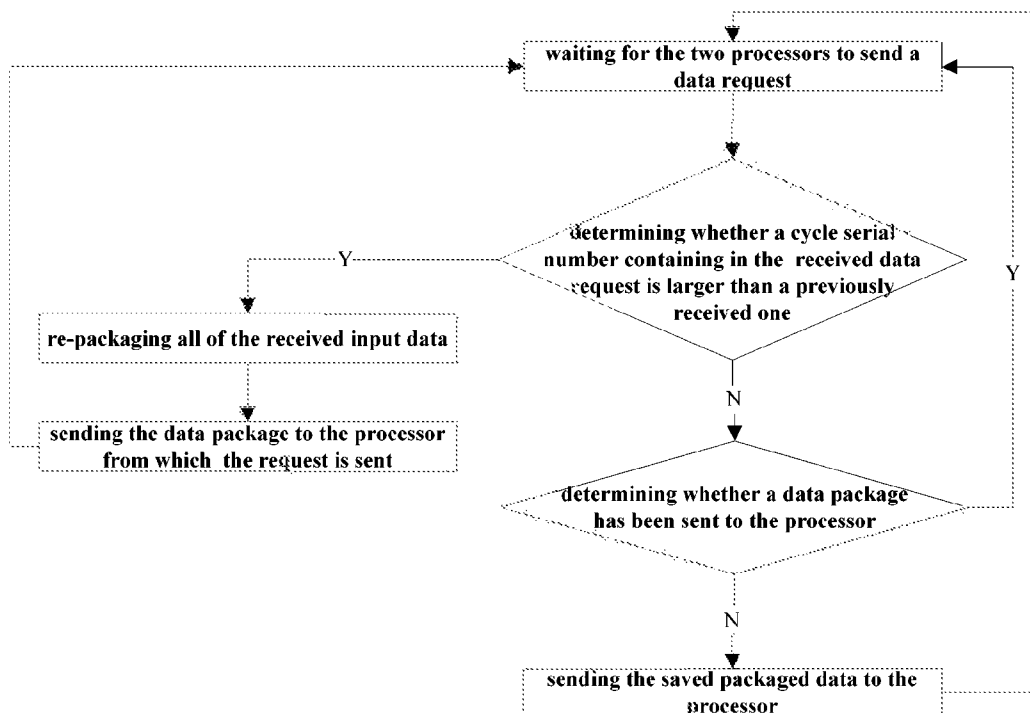 waiting for the two processors to send a
data request
determining whether a cycle serial
number containing in the received data
request is larger than a previously
received one
Y
Y
re-packaging all of the received input data
N
sending the data package to the processor
from which the request is sent
determining whether a data package
has been sent to the processor
N
sending the saved packaged data to the
processor